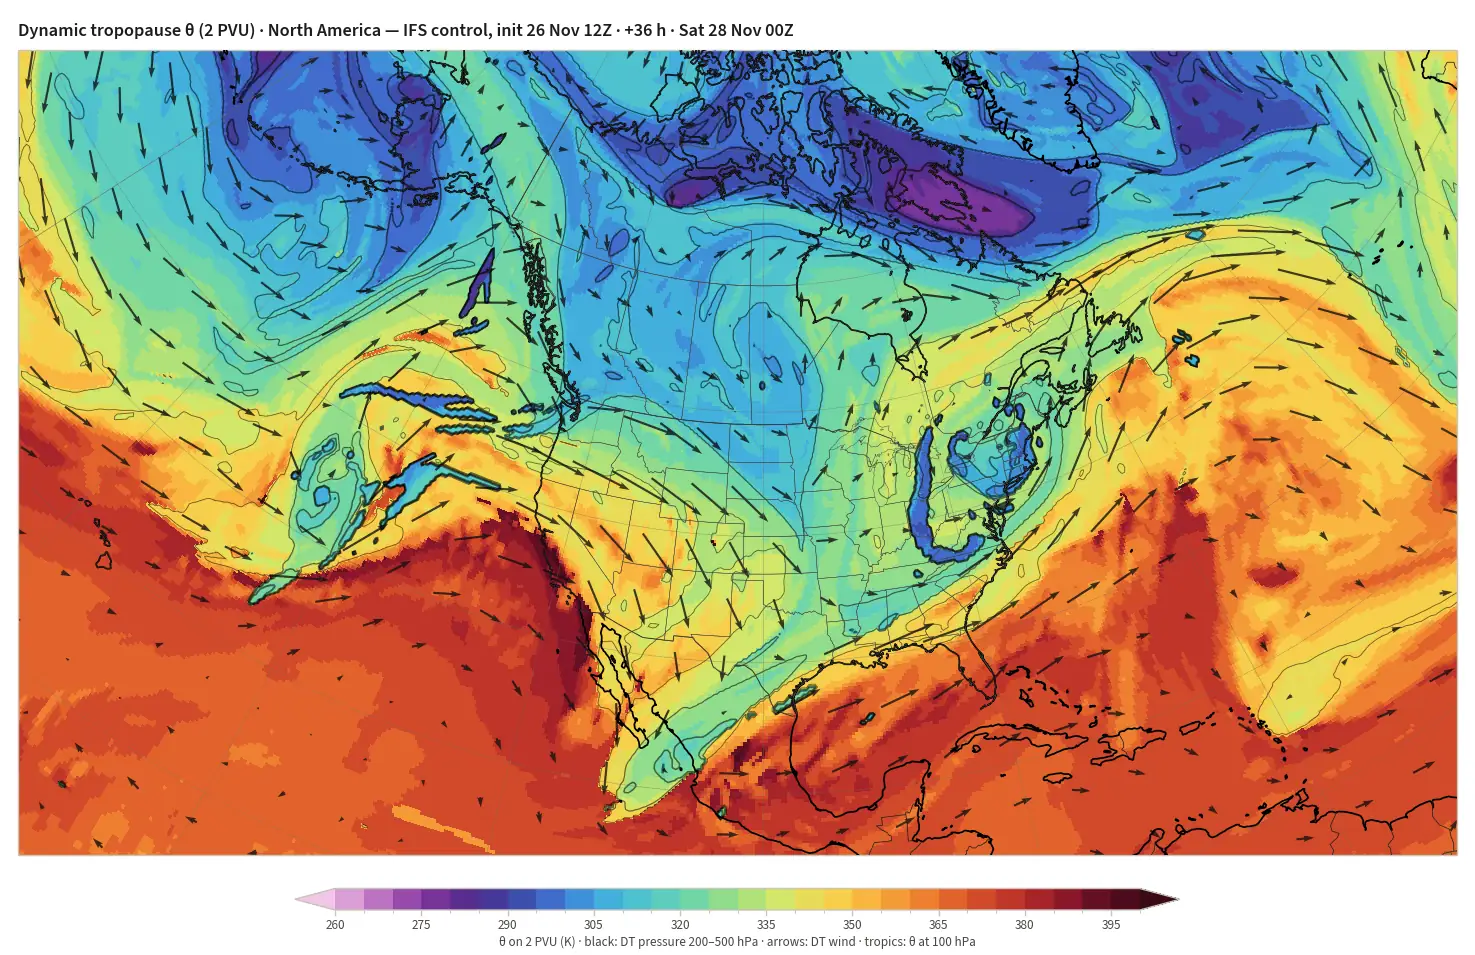 Dynamic tropopause θ (2 PVU) · North America — IFS control, init 26 Nov 12Z · +36 h · Sat 28 Nov 00Z
260 275 290 305 320 335 350 365 380 395
θ on 2 PVU (K) · black: DT pressure 200–500 hPa · arrows: DT wind · tropics: θ at 100 hPa